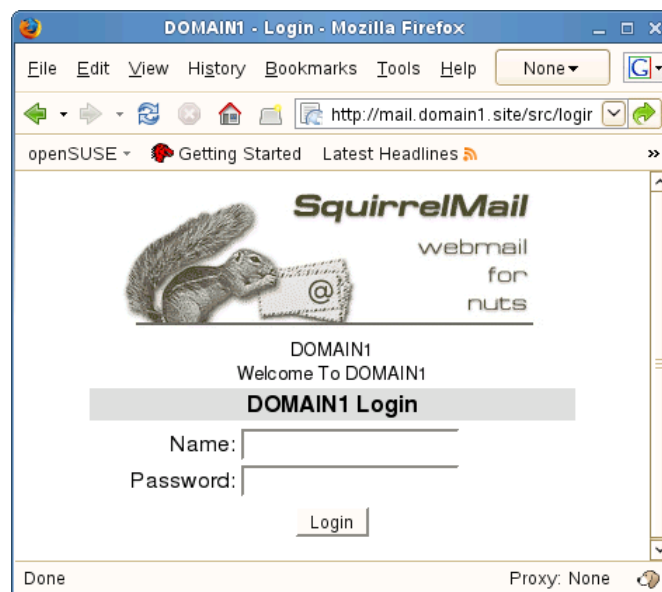 DOMAIN1 - Login - Mozilla Firefox
File Edit View History Bookmarks Tools Help None G
http://mail.domain1.site/src/login
openSUSE Getting Started Latest Headlines »
SquirrelMail
webmail
for
nuts
@
DOMAIN1
Welcome To DOMAIN1
DOMAIN1 Login
Name:
Password:
Login
Done Proxy: None